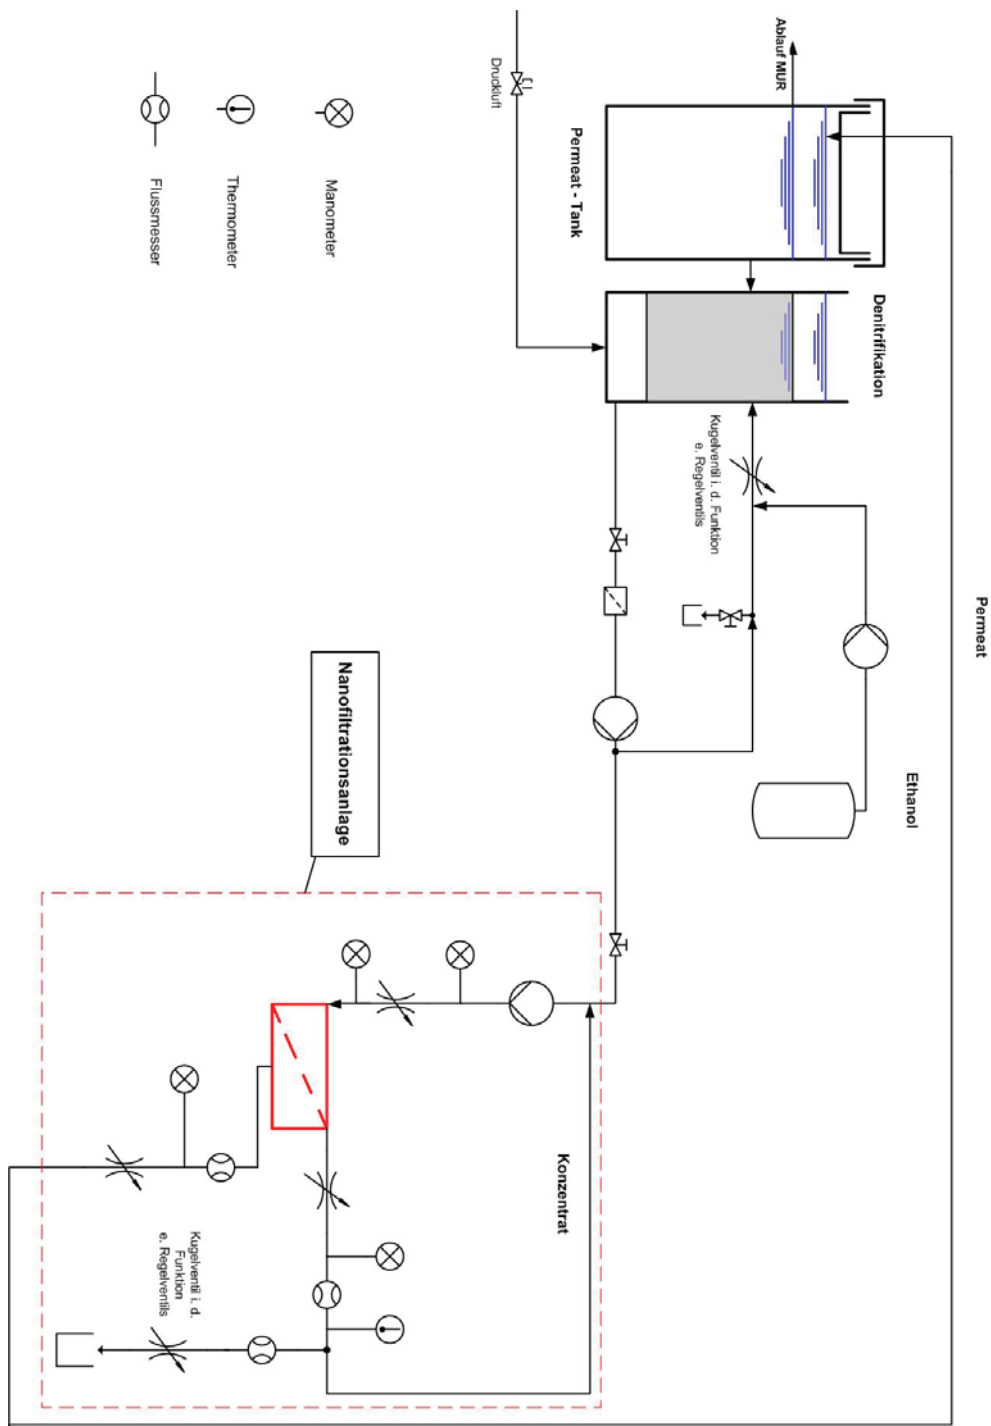 Ablauf MUR
Permeat - Tank
Druckluft
Denitrifikation
Kugelventil i. d. Funktion
e. Regelventils
Permeat
Ethanol
Manometer
Thermometer
Flussmesser
Nanofiltrationsanlage
Konzentrat
Kugelventil i. d.
Funktion
e. Regelventils